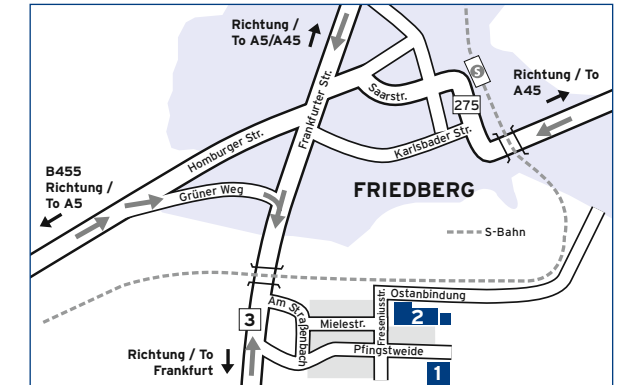 Richtung /
To A5/A45
Frankfurter Str.
S
Richtung / To
A45
Saarstr.
275
Homburger Str.
Karlsbader Str.
B455
Richtung /
To A5
Grüner Weg
FRIEDBERG
S-Bahn
Ostanbindung
Am Straßenbach
3
Mielestr.
Freseniusstr.
2
Pfingstweide
Richtung / To
Frankfurt
1